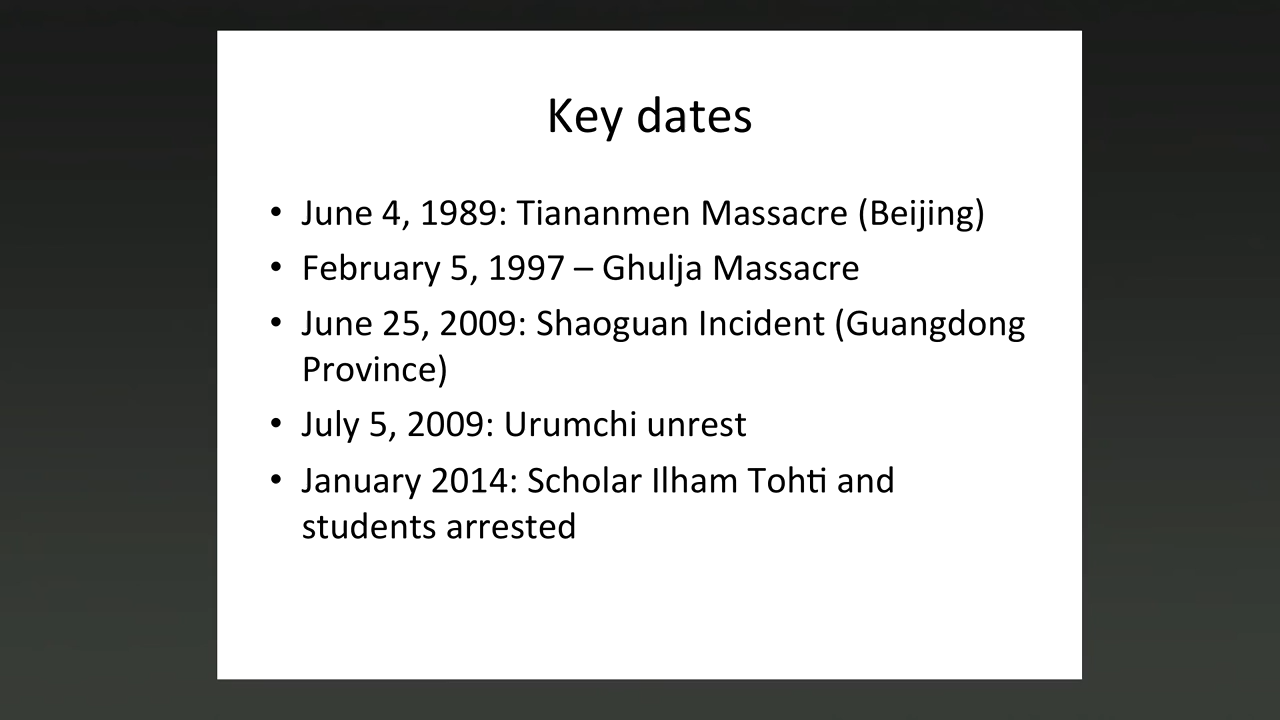 Key dates
• June 4, 1989: Tiananmen Massacre (Beijing)
• February 5, 1997 – Ghulja Massacre
• June 25, 2009: Shaoguan Incident (Guangdong
Province)
• July 5, 2009: Urumchi unrest
• January 2014: Scholar Ilham Tohti and
students arrested